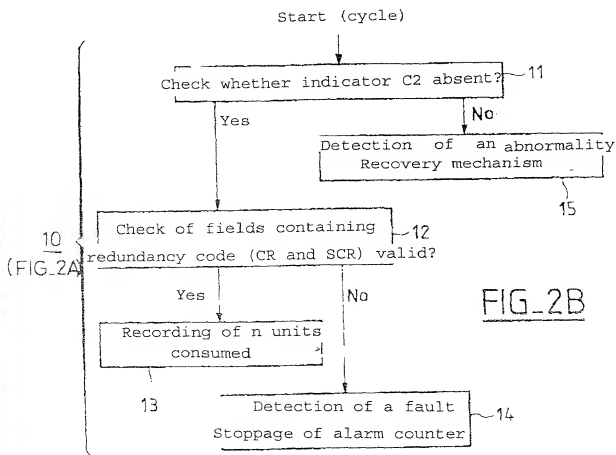 Start (cycle)
Check whether indicator C2 absent?
11
Yes
No
Detection of an abnormality
Recovery mechanism
15
Check of fields containing
redundancy code (CR and SCR) valid?
12
10
(FIG_2A)
Yes
No
FIG_2B
Recording of n units
consumed
13
Detection of a fault
Stoppage of alarm counter
14